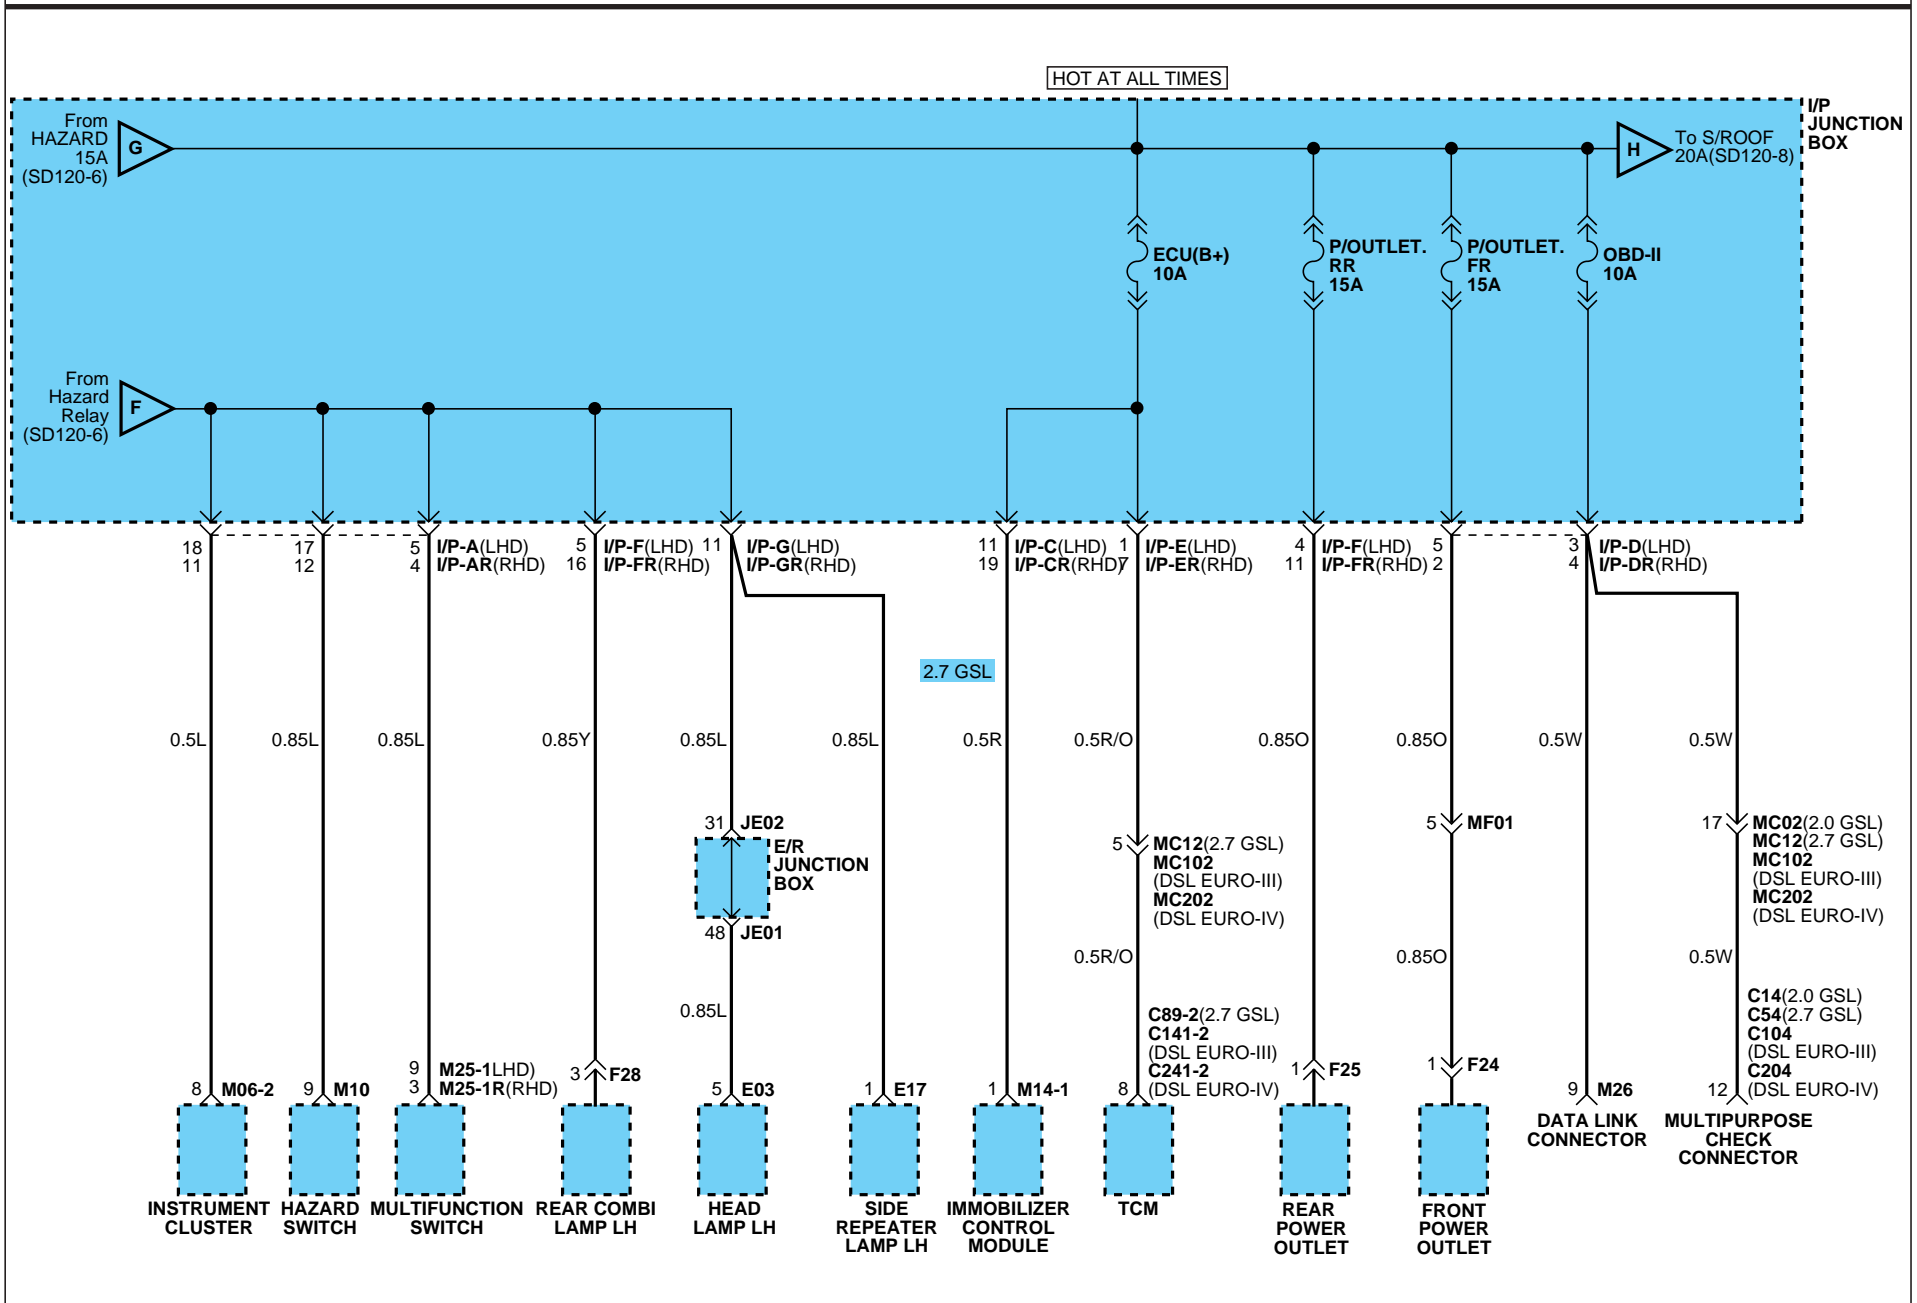 HOT AT ALL TIMES
I/P
JUNCTION
BOX
From
HAZARD
15A
(SD120-6)
G
H
To S/ROOF
20A(SD120-8)
ECU(B+)
10A
P/OUTLET.
RR
15A
P/OUTLET.
FR
15A
OBD-II
10A
From
Hazard
Relay
(SD120-6)
F
18
11
17
12
5
4
I/P-A(LHD)
I/P-AR(RHD)
5
16
I/P-F(LHD)
I/P-FR(RHD)
11
I/P-G(LHD)
I/P-GR(RHD)
11
19
I/P-C(LHD)
I/P-CR(RHD)
1
7
I/P-E(LHD)
I/P-ER(RHD)
4
11
I/P-F(LHD)
I/P-FR(RHD)
5
2
3
4
I/P-D(LHD)
I/P-DR(RHD)
2.7 GSL
0.5L
0.85L
0.85L
0.85Y
0.85L
0.85L
0.5R
0.5R/O
0.85O
0.85O
0.5W
0.5W
31
JE02
E/R
JUNCTION
BOX
48
JE01
5
MC12(2.7 GSL)
MC102
(DSL EURO-III)
MC202
(DSL EURO-IV)
5
MF01
17
MC02(2.0 GSL)
MC12(2.7 GSL)
MC102
(DSL EURO-III)
MC202
(DSL EURO-IV)
0.5R/O
0.85O
0.5W
0.85L
C89-2(2.7 GSL)
C141-2
(DSL EURO-III)
C241-2
(DSL EURO-IV)
C14(2.0 GSL)
C54(2.7 GSL)
C104
(DSL EURO-III)
C204
(DSL EURO-IV)
8
M06-2
9
M10
9
3
M25-1LHD)
M25-1R(RHD)
3
F28
5
E03
1
E17
1
M14-1
8
1
F25
1
F24
9
M26
12
INSTRUMENT
CLUSTER
HAZARD
SWITCH
MULTIFUNCTION
SWITCH
REAR COMBI
LAMP LH
HEAD
LAMP LH
SIDE
REPEATER
LAMP LH
IMMOBILIZER
CONTROL
MODULE
TCM
REAR
POWER
OUTLET
FRONT
POWER
OUTLET
DATA LINK
CONNECTOR
MULTIPURPOSE
CHECK
CONNECTOR